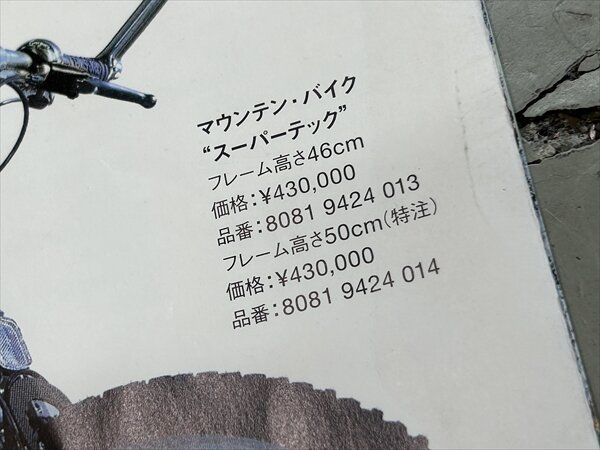 マウンテン・バイク
“スーパーテック”
フレーム高さ46cm
価格：¥430,000
品番：8081 9424 013
フレーム高さ50cm（特注）
価格：¥430,000
品番：8081 9424 014